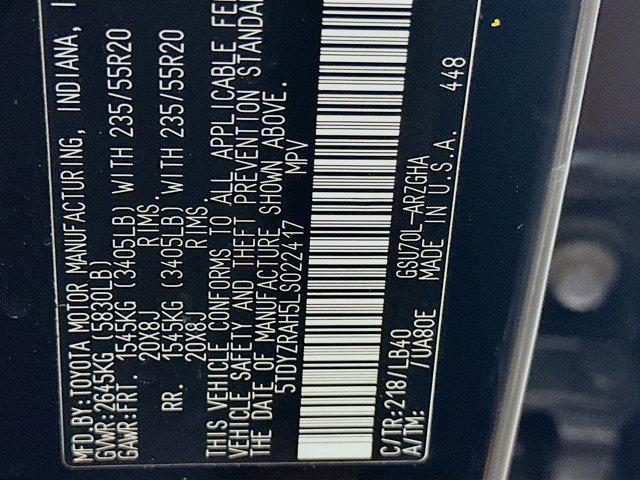 MFD.BY:TOYOTA MOTOR MANUFACTURING, INDIANA, I
GVWR:2645KG (5830LB)
GAWR:FRT. 1545KG (3405LB) WITH 235/55R20
20X8J RIMS.
RR. 1545KG (3405LB) WITH 235/55R20
20X8J RIMS.
THIS VEHICLE CONFORMS TO ALL APPLICABLE FE
VEHICLE SAFETY AND THEFT PREVENTION STANDA
THE DATE OF MANUFACTURE SHOWN ABOVE.
5TDYZRAH5LS022417 MPV
C/TR:218/LB40 GSU70L-ARZGHA
A/TM: /UA80E MADE IN U.S.A. 448